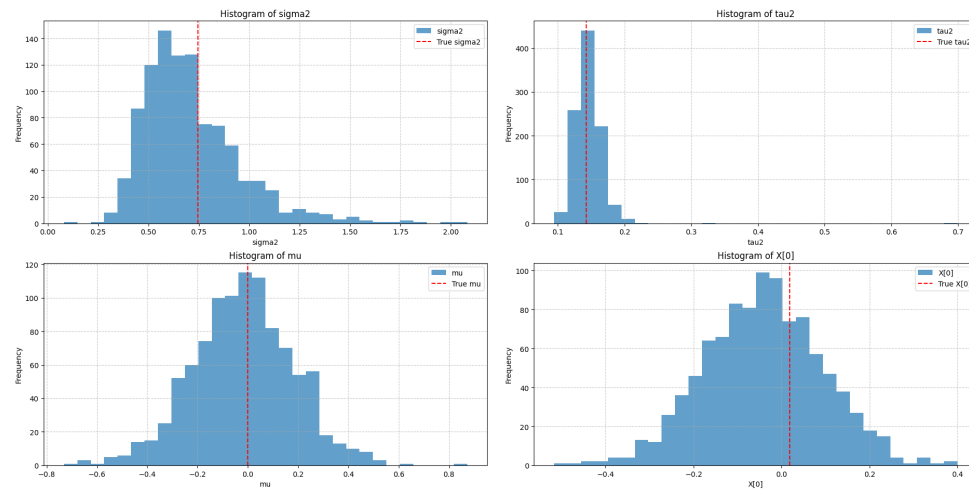 Histogram of sigma2
sigma2
True sigma2
Frequency
140
120
100
80
60
40
20
0
0.00 0.25 0.50 0.75 1.00 1.25 1.50 1.75 2.00
sigma2
Histogram of tau2
tau2
True tau2
Frequency
400
300
200
100
0
0.1 0.2 0.3 0.4 0.5 0.6 0.7
tau2
Histogram of mu
mu
True mu
Frequency
120
100
80
60
40
20
0
−0.8 −0.6 −0.4 −0.2 0.0 0.2 0.4 0.6 0.8
mu
Histogram of X[0]
X[0]
True X[0]
Frequency
100
80
60
40
20
0
−0.4 −0.2 0.0 0.2 0.4
X[0]